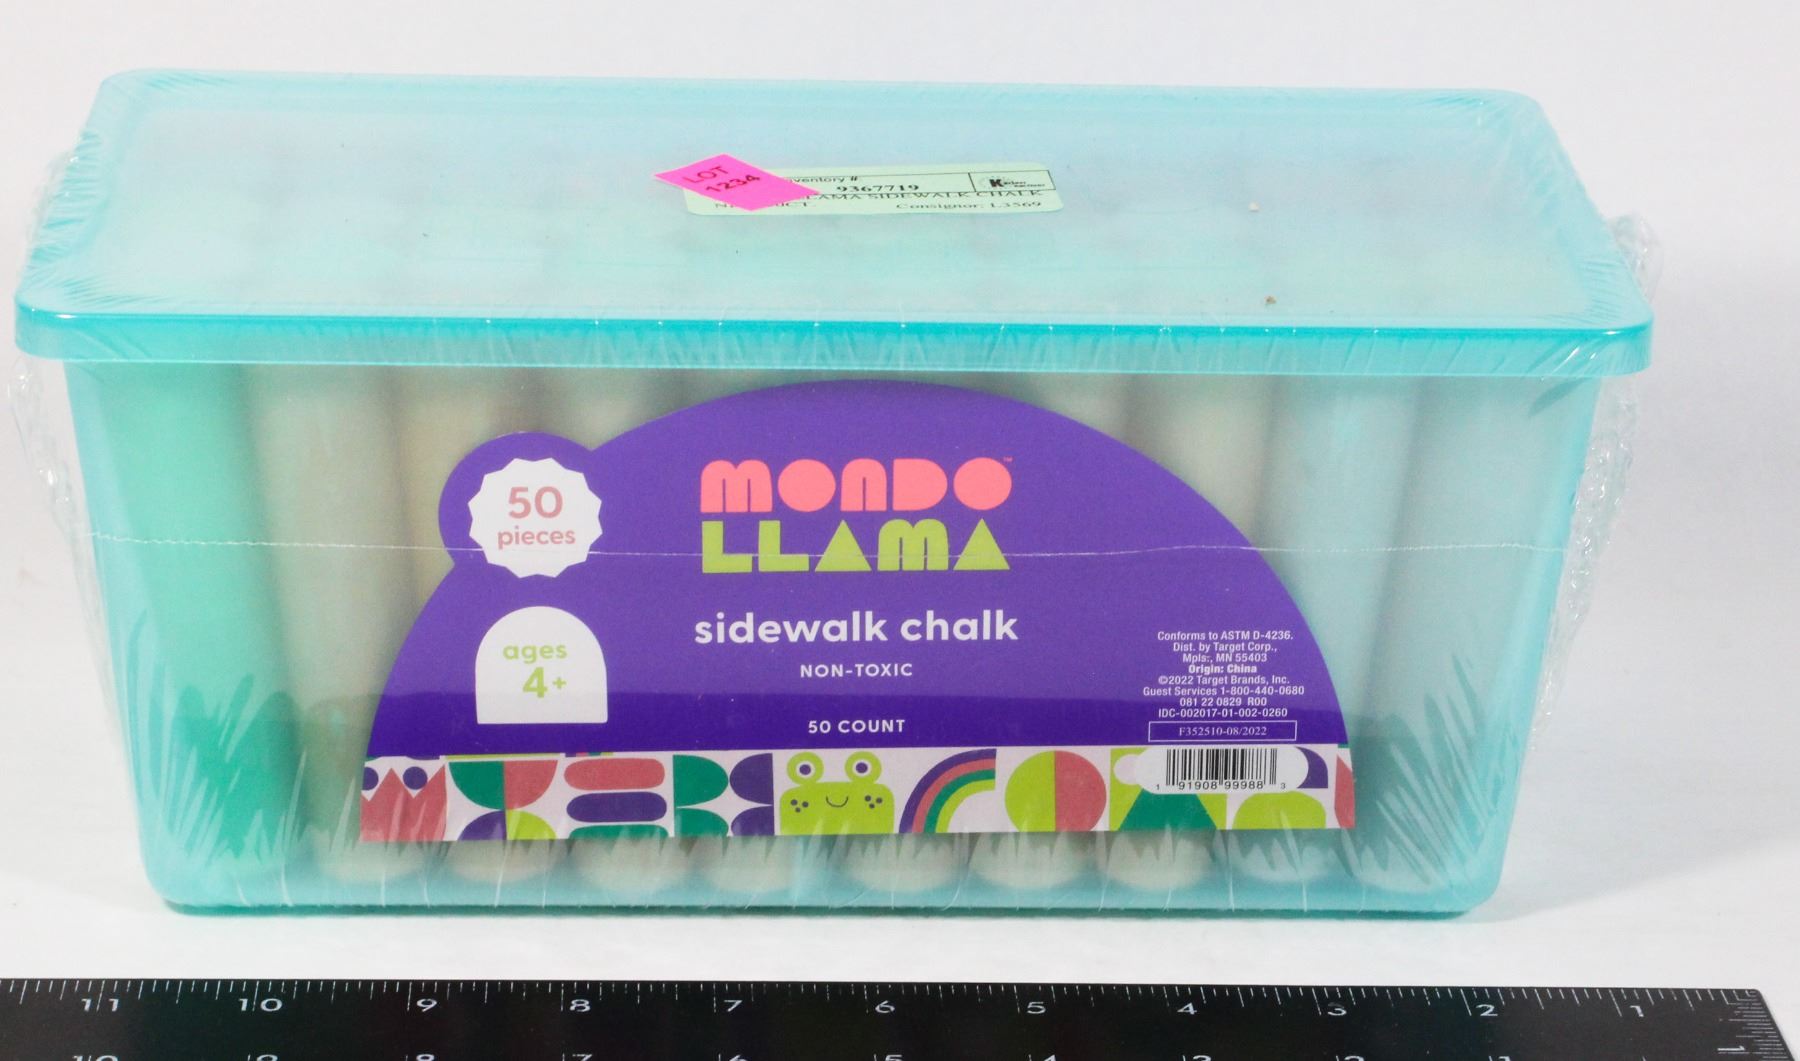 LOT
1234
9367719
SIDEWALK CHALK
Consignor: L3569
50
pieces
MONDO™
LLAMA
sidewalk chalk
NON-TOXIC
ages
4+
50 COUNT
Conforms to ASTM D-4236.
Dist. by Target Corp.,
Mpls., MN 55403
Origin: China
©2022 Target Brands, Inc.
Guest Services 1-800-440-0680
081 22 0829 R00
IDC-002017-01-002-0260
F352510-08/2022
1 91908 99988 3
11 10 9 8 7 6 5 4 3 2 1